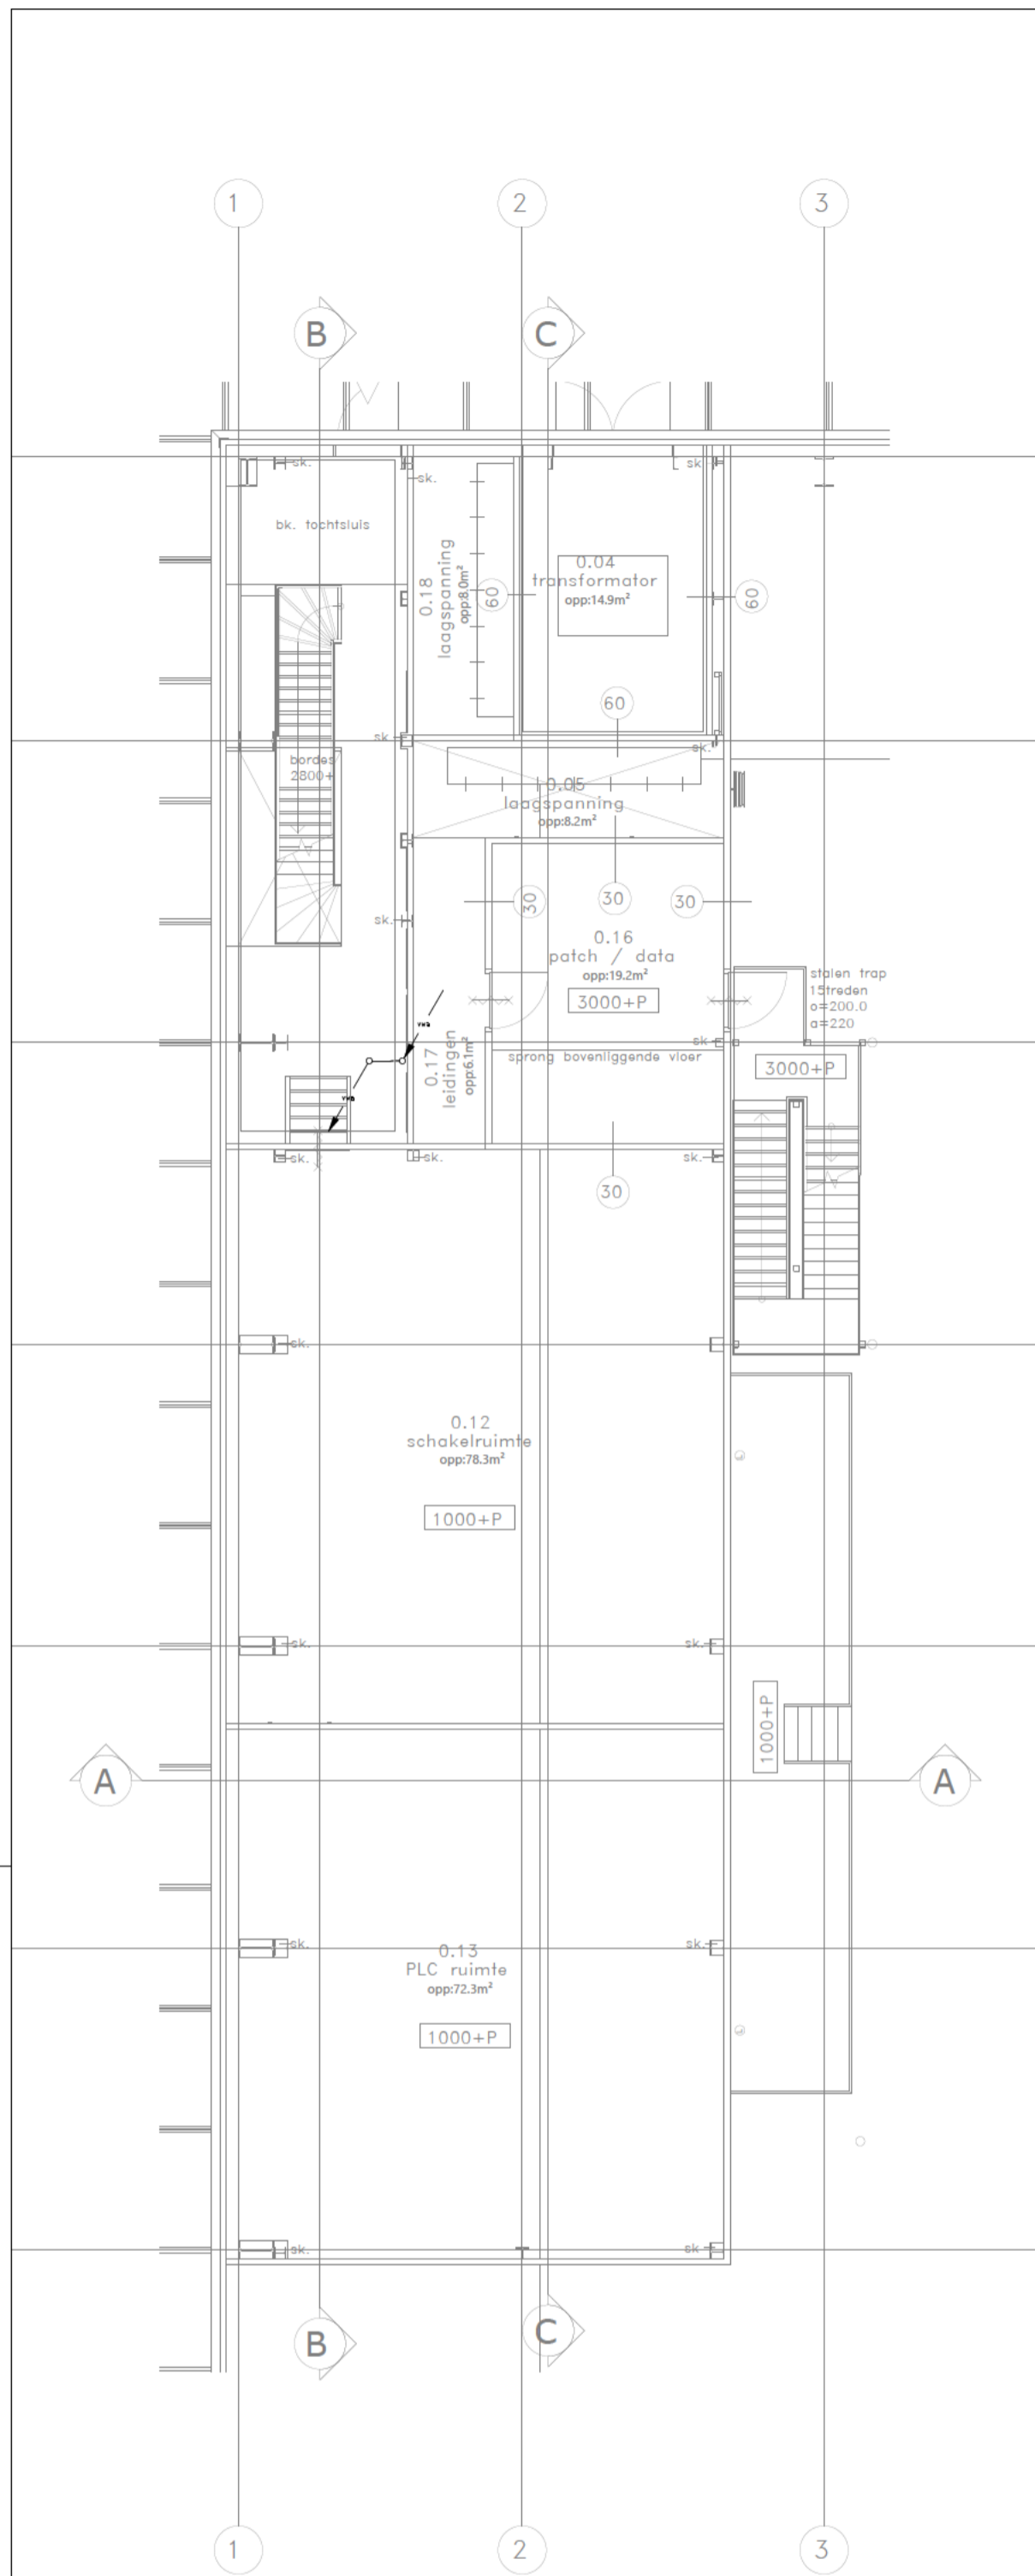 1 2 3
B C
sk. sk. sk
bk. tochtsluis
0.18
laagspanning
opp:8.0m²
60
0.04
transformator
opp:14.9m²
60
60
sk. sk.
bordes
2800+
0.05
laagspanning
opp:8.2m²
sk.
30 30 30
0.16
patch / data
opp:19.2m²
3000+P
stalen trap
15treden
o=200.0
a=220
0.17
leidingen
opp:6.1m²
sk
sprong bovenliggende vloer
3000+P
sk. sk. sk.
30
sk.
0.12
schakelruimte
opp:78.3m²
1000+P
sk. sk.
1000+P
A A
sk. sk.
0.13
PLC ruimte
opp:72.3m²
1000+P
sk. sk
B C
1 2 3